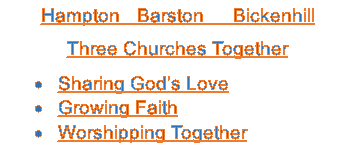 Hampton Barston Bickenhill
Three Churches Together
• Sharing God's Love
• Growing Faith
• Worshipping Together